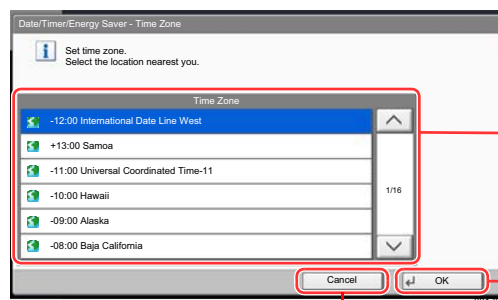 Date/Timer/Energy Saver - Time Zone
Set time zone.
Select the location nearest you.
Time Zone
-12:00 International Date Line West
+13:00 Samoa
-11:00 Universal Coordinated Time-11
-10:00 Hawaii
1/16
-09:00 Alaska
-08:00 Baja California
Cancel
OK